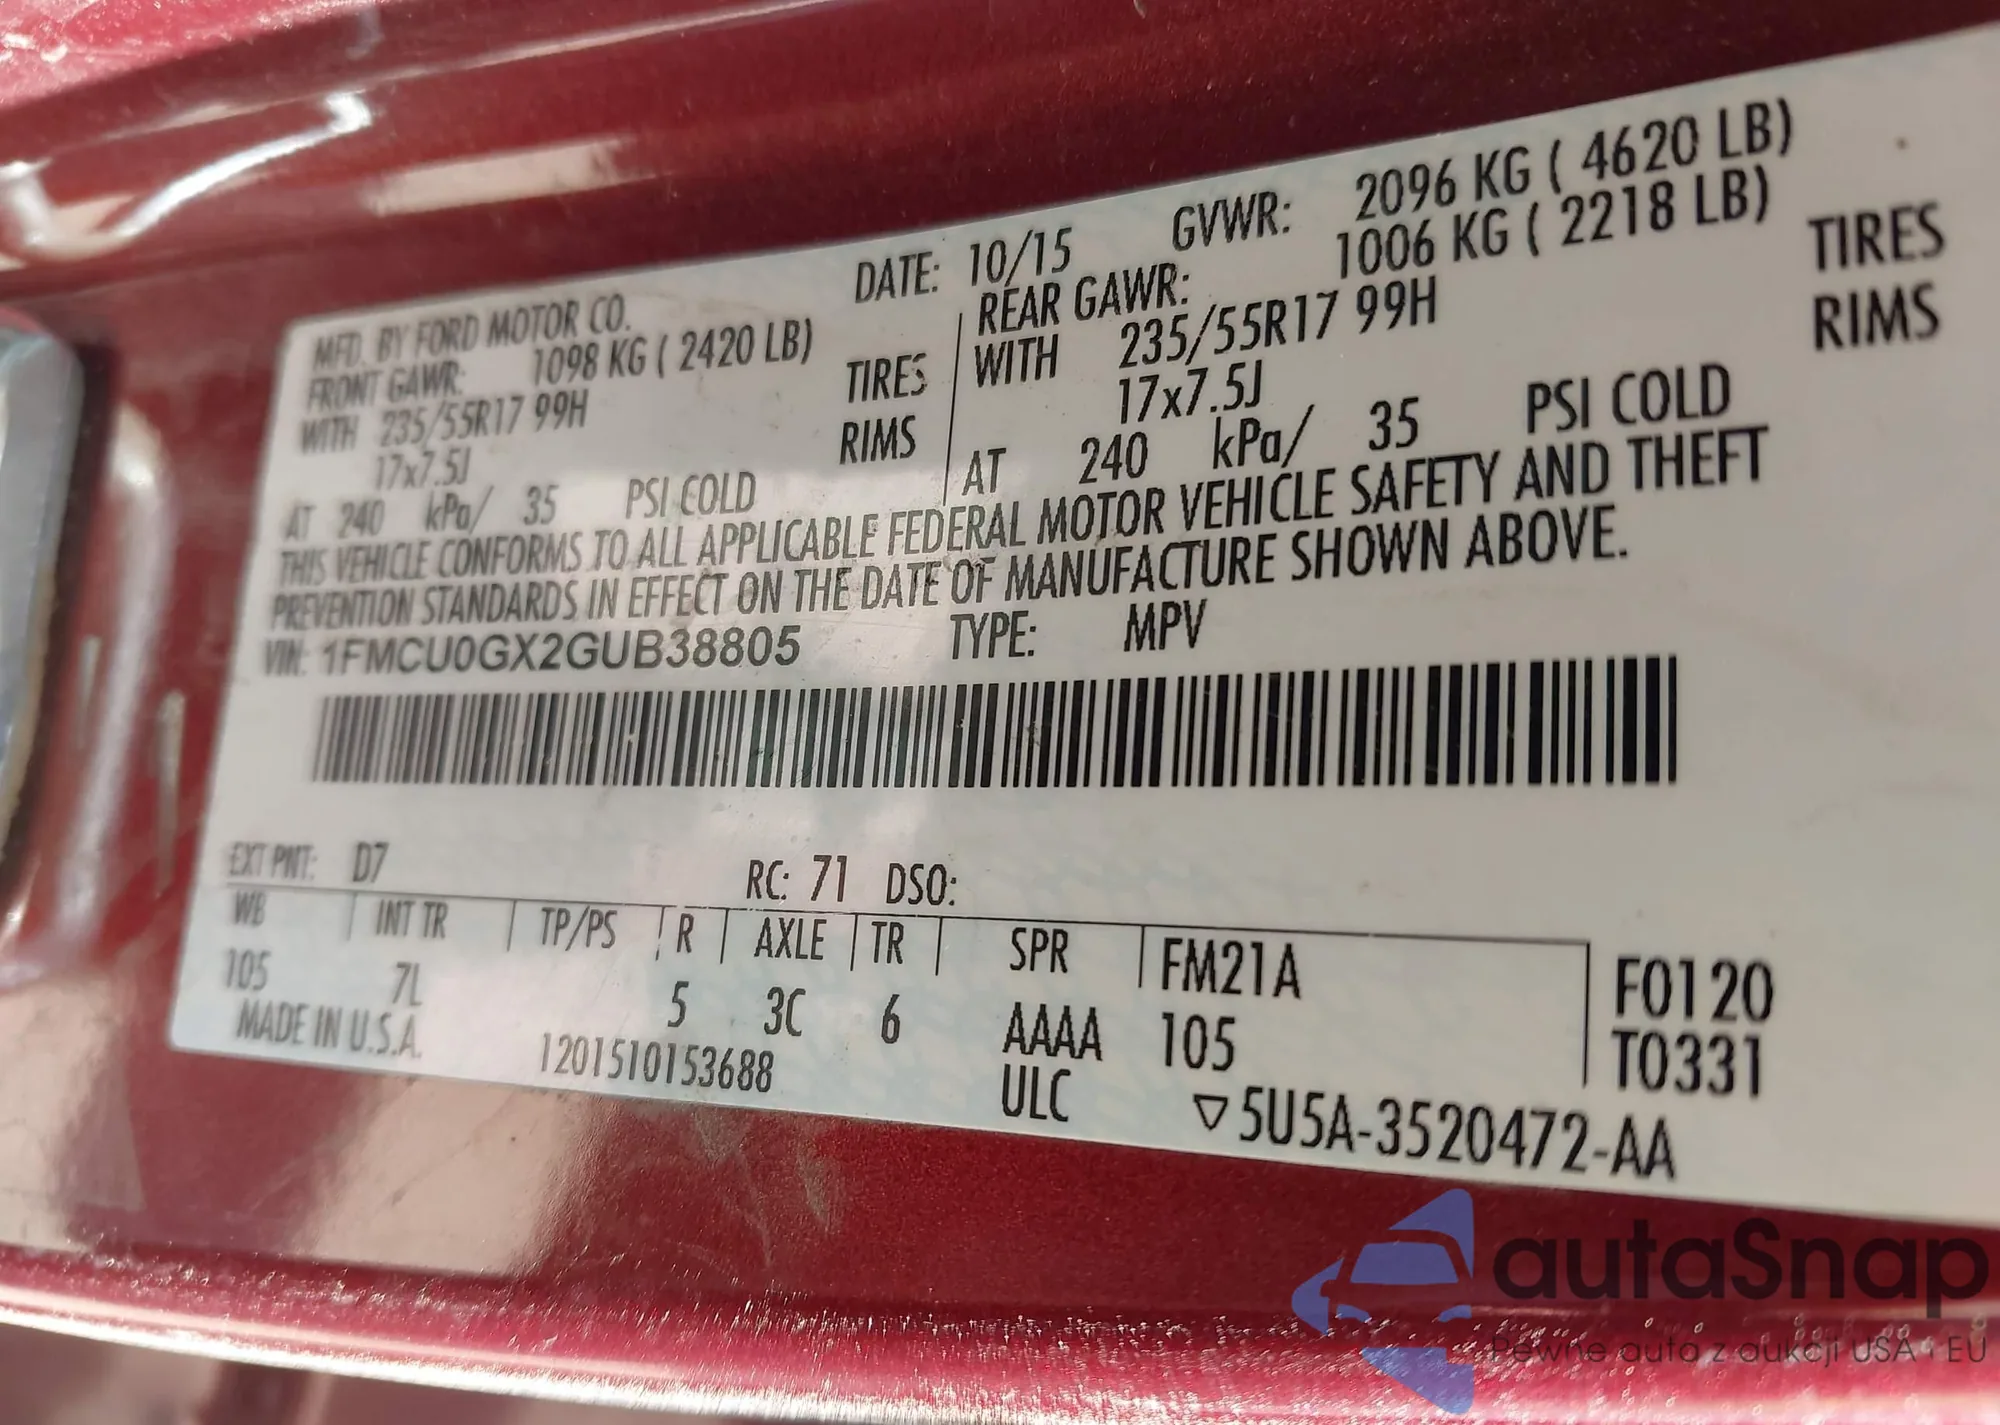 MFD. BY FORD MOTOR CO.
DATE: 10/15
GVWR: 2096 KG ( 4620 LB)
FRONT GAWR: 1098 KG ( 2420 LB)
REAR GAWR: 1006 KG ( 2218 LB)
WITH 235/55R17 99H TIRES
WITH 235/55R17 99H TIRES
17x7.5J RIMS
17x7.5J RIMS
AT 240 kPa/ 35 PSI COLD
AT 240 kPa/ 35 PSI COLD
THIS VEHICLE CONFORMS TO ALL APPLICABLE FEDERAL MOTOR VEHICLE SAFETY AND THEFT
PREVENTION STANDARDS IN EFFECT ON THE DATE OF MANUFACTURE SHOWN ABOVE.
VIN: 1FMCU0GX2GUB38805 TYPE: MPV
EXT PNT: D7 RC: 71 DSO:
WB INT TR TP/PS R AXLE TR SPR FM21A F0120
105 7L 5 3C 6 AAAA 105 T0331
MADE IN U.S.A. 1201510153688 ULC ▽5U5A-3520472-AA
autaSnap
Pewne auta z aukcji USA i EU